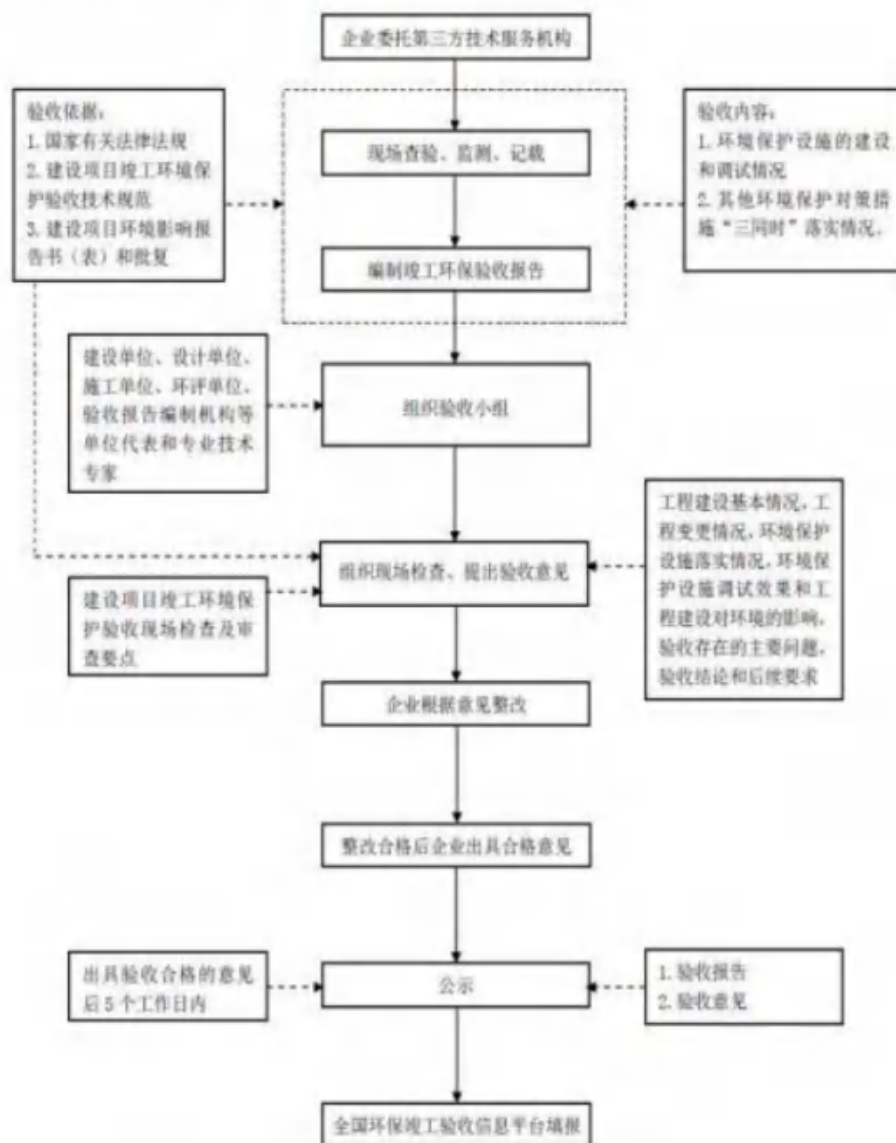 企业委托第三方技术服务机构
验收依据：
1. 国家有关法律法规
2. 建设项目竣工环境保
护验收技术规范
3. 建设项目环境影响报
告书（表）和批复
现场查验、监测、记载
编制竣工环保验收报告
验收内容：
1. 环境保护设施的建设
和调试情况
2. 其他环境保护对策措
施“三同时”落实情况。
建设单位、设计单位、
施工单位、环评单位、
验收报告编制机构等
单位代表和专业技术
专家
组织验收小组
组织现场检查、提出验收意见
建设项目竣工环境保
护验收现场检查及审
查要点
工程建设基本情况，工
程变更情况，环境保护
设施落实情况，环境保
护设施调试效果和工
程建设对环境的影响，
验收存在的主要问题，
验收结论和后续要求
企业根据意见整改
整改合格后企业出具合格意见
出具验收合格的意见
后 5 个工作日内
公示
1. 验收报告
2. 验收意见
全国环保竣工验收信息平台填报